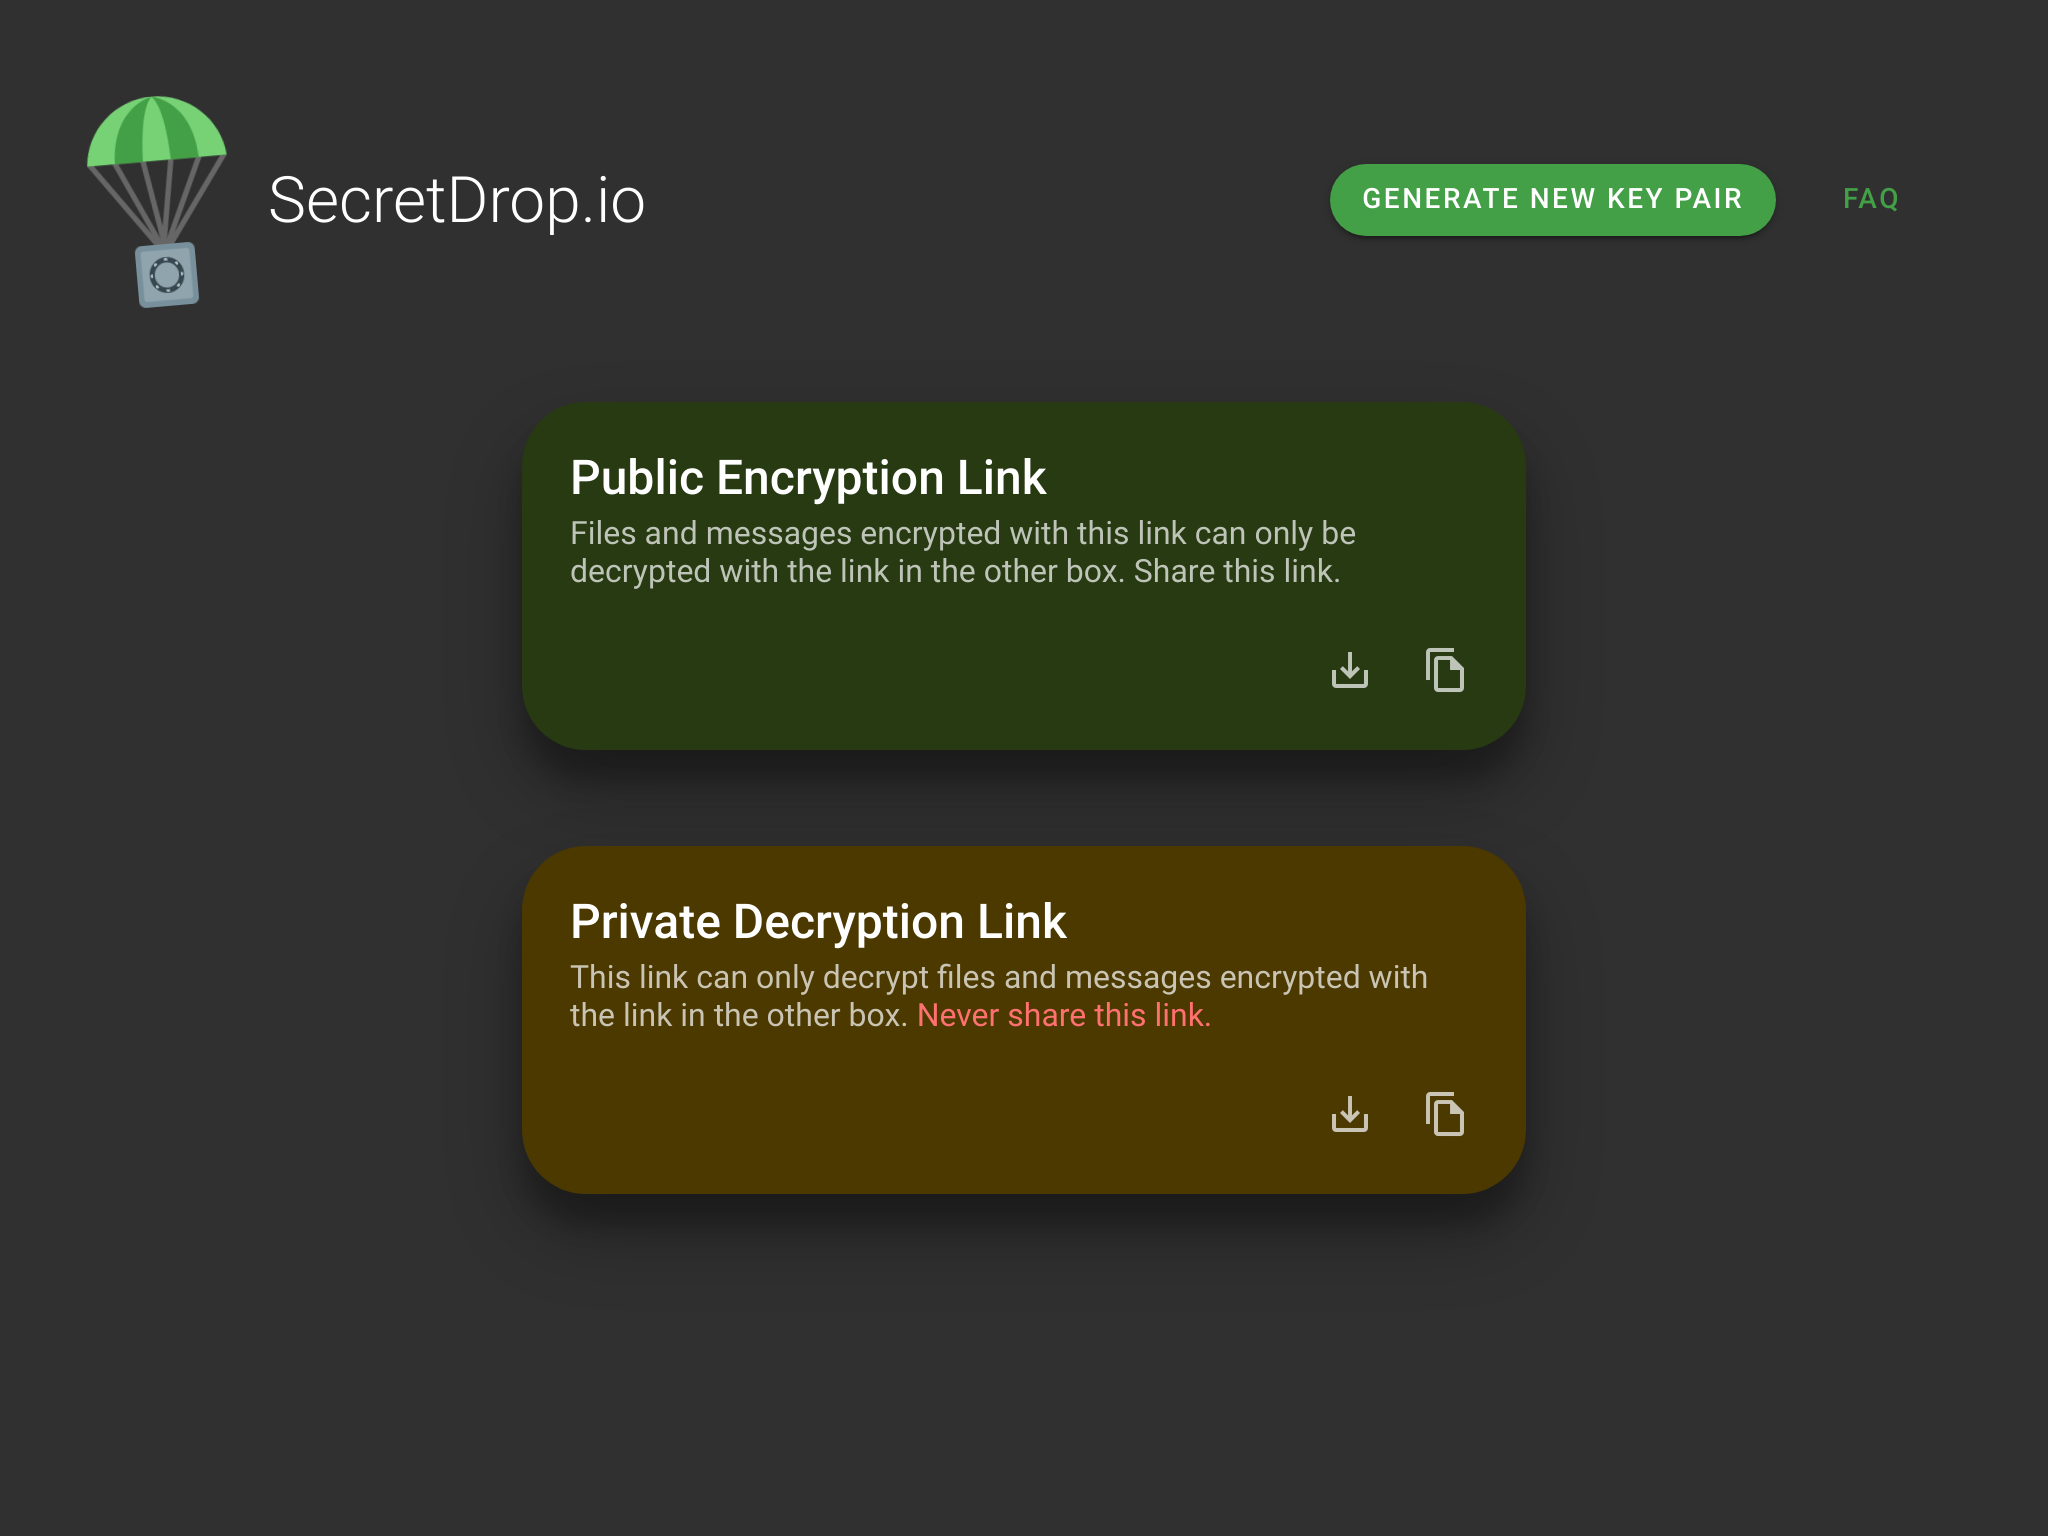 SecretDrop.io
GENERATE NEW KEY PAIR
FAQ
Public Encryption Link
Files and messages encrypted with this link can only be
decrypted with the link in the other box. Share this link.
Private Decryption Link
This link can only decrypt files and messages encrypted with
the link in the other box. Never share this link.